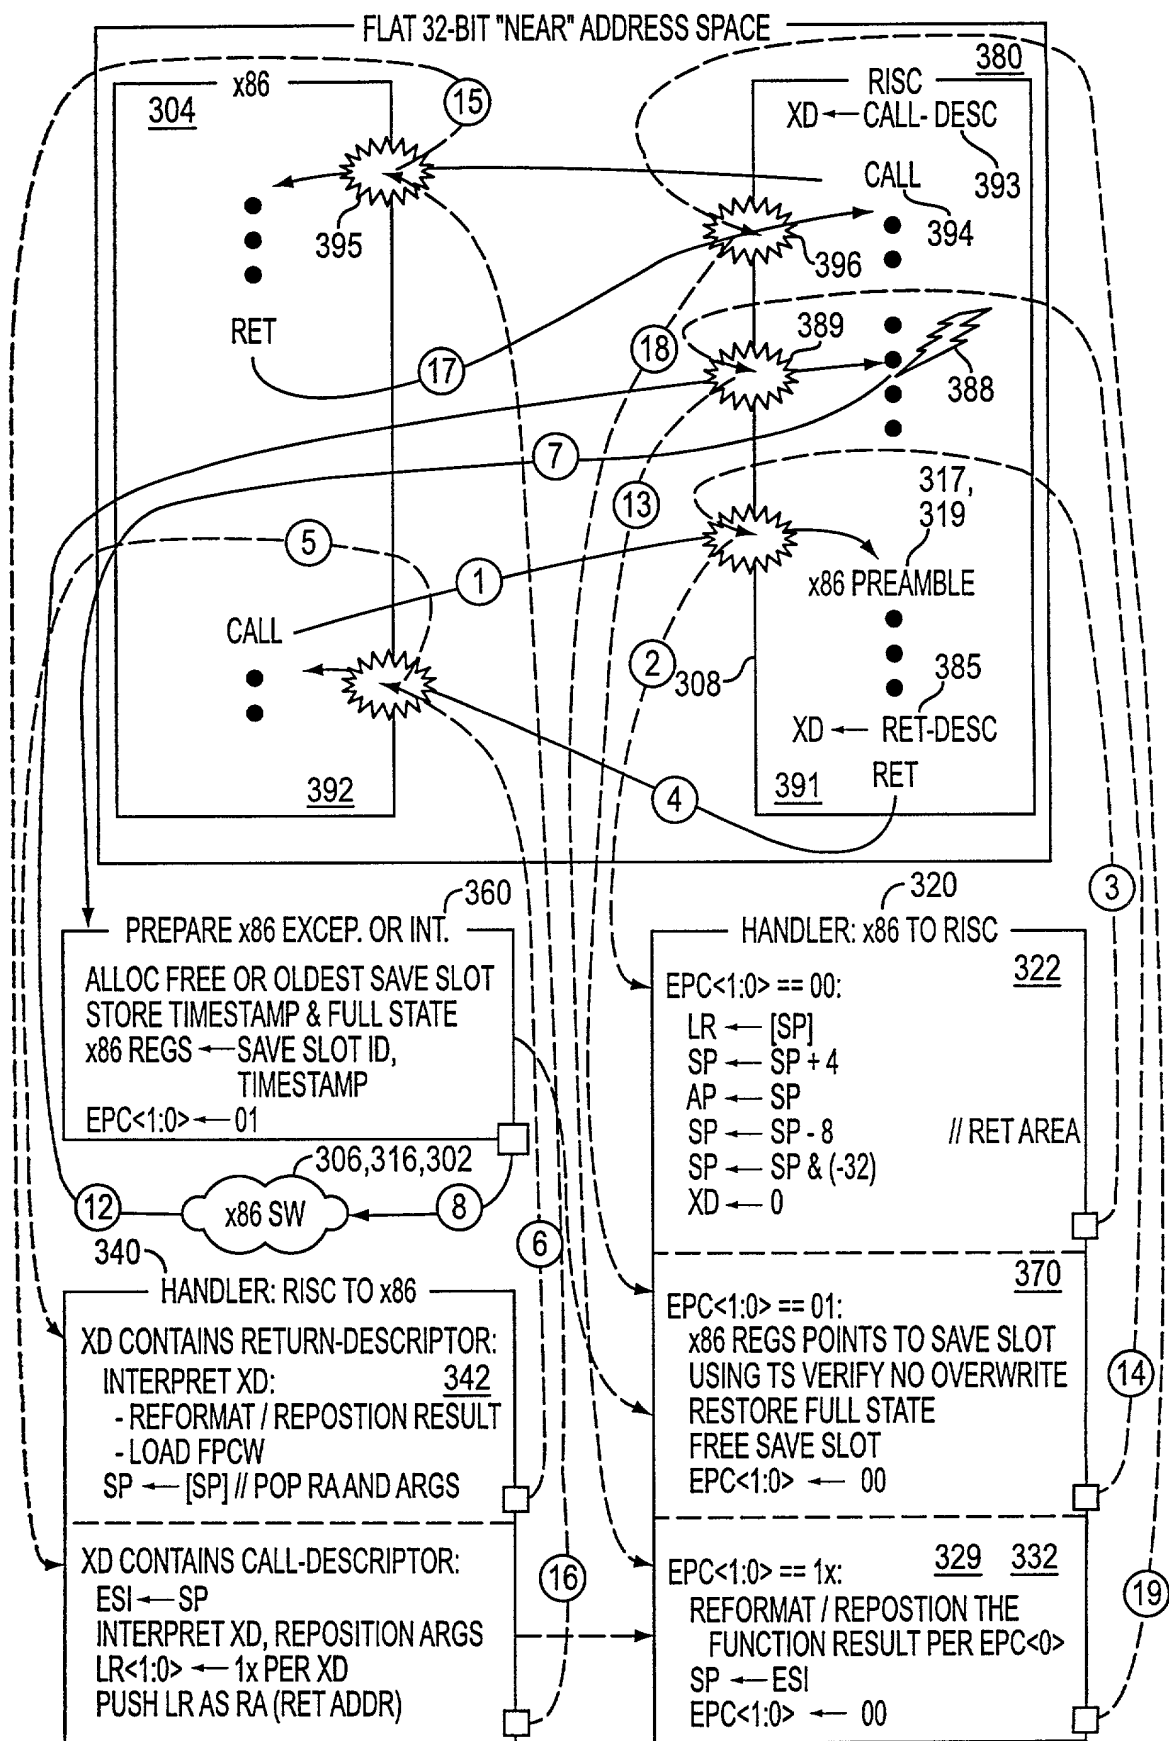 FLAT 32-BIT "NEAR" ADDRESS SPACE
x86
304
15
395
RET
17
5
1
CALL
392
7
4
380
RISC
XD ← CALL- DESC
393
CALL
394
396
18
389
388
13
317,
319
x86 PREAMBLE
2
308
385
XD ← RET-DESC
RET
391
3
360
PREPARE x86 EXCEP. OR INT.
ALLOC FREE OR OLDEST SAVE SLOT
STORE TIMESTAMP & FULL STATE
x86 REGS ← SAVE SLOT ID,
TIMESTAMP
EPC<1:0> ← 01
306,316,302
12
x86 SW
8
6
340
HANDLER: RISC TO x86
XD CONTAINS RETURN-DESCRIPTOR:
INTERPRET XD:
342
- REFORMAT / REPOSTION RESULT
- LOAD FPCW
SP ← [SP] // POP RA AND ARGS
XD CONTAINS CALL-DESCRIPTOR:
ESI ← SP
INTERPRET XD, REPOSITION ARGS
LR<1:0> ← 1x PER XD
PUSH LR AS RA (RET ADDR)
16
320
HANDLER: x86 TO RISC
322
EPC<1:0> == 00:
LR ← [SP]
SP ← SP + 4
AP ← SP
SP ← SP - 8 // RET AREA
SP ← SP & (-32)
XD ← 0
370
EPC<1:0> == 01:
x86 REGS POINTS TO SAVE SLOT
USING TS VERIFY NO OVERWRITE
RESTORE FULL STATE
FREE SAVE SLOT
EPC<1:0> ← 00
14
EPC<1:0> == 1x:
329 332
REFORMAT / REPOSTION THE
FUNCTION RESULT PER EPC<0>
SP ← ESI
EPC<1:0> ← 00
19